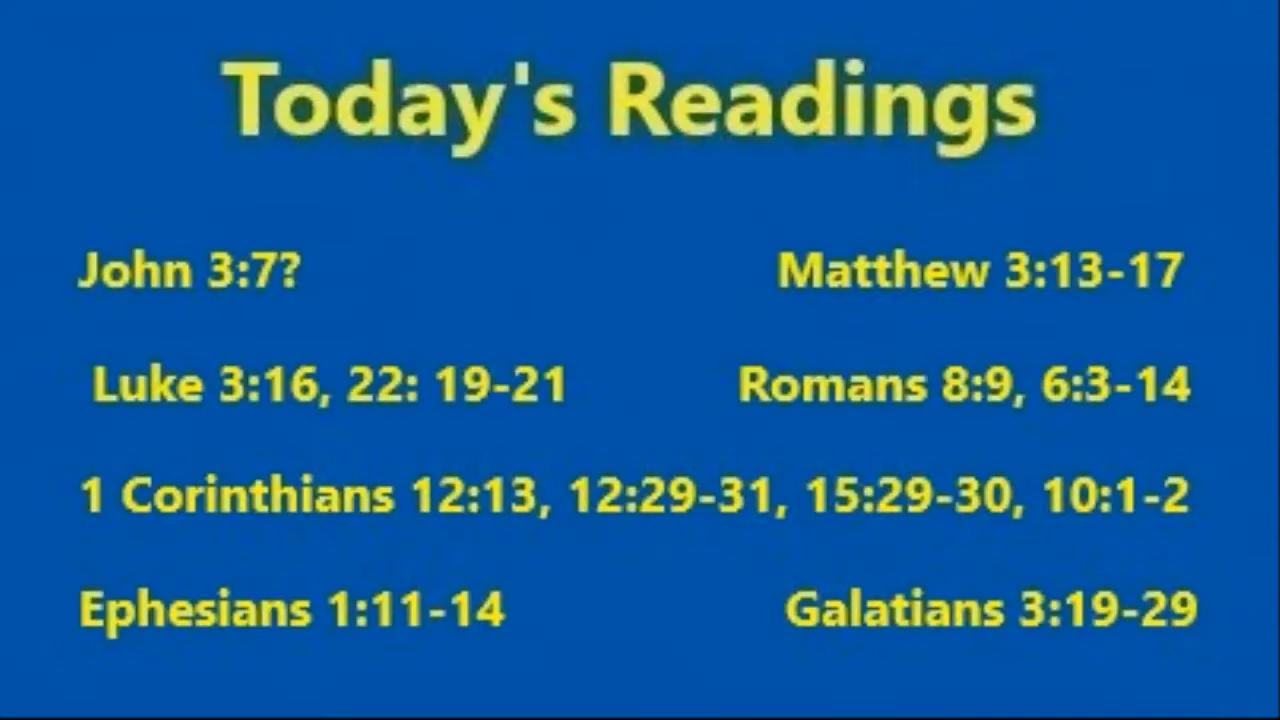 Today's Readings
John 3:7? Matthew 3:13-17
Luke 3:16, 22: 19-21 Romans 8:9, 6:3-14
1 Corinthians 12:13, 12:29-31, 15:29-30, 10:1-2
Ephesians 1:11-14 Galatians 3:19-29